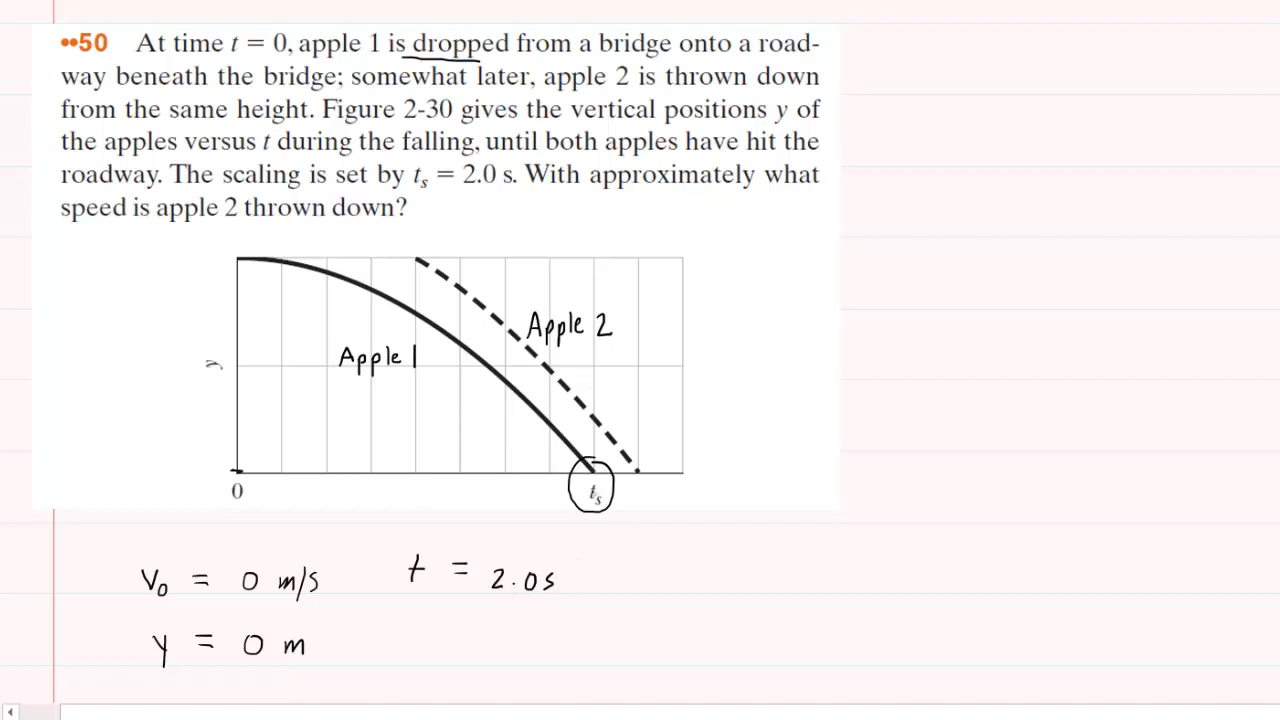 ••50 At time t = 0, apple 1 is dropped from a bridge onto a road-
way beneath the bridge; somewhat later, apple 2 is thrown down
from the same height. Figure 2-30 gives the vertical positions y of
the apples versus t during the falling, until both apples have hit the
roadway. The scaling is set by ts = 2.0 s. With approximately what
speed is apple 2 thrown down?
Apple 2
Apple 1
y
0 ts
v0 = 0 m/s t = 2.0s
y = 0 m